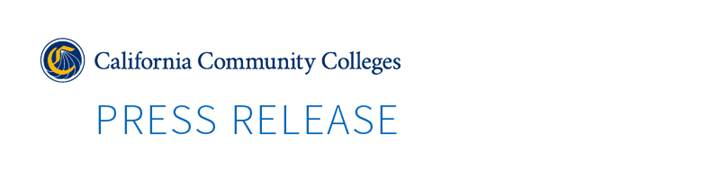 California Community Colleges
PRESS RELEASE